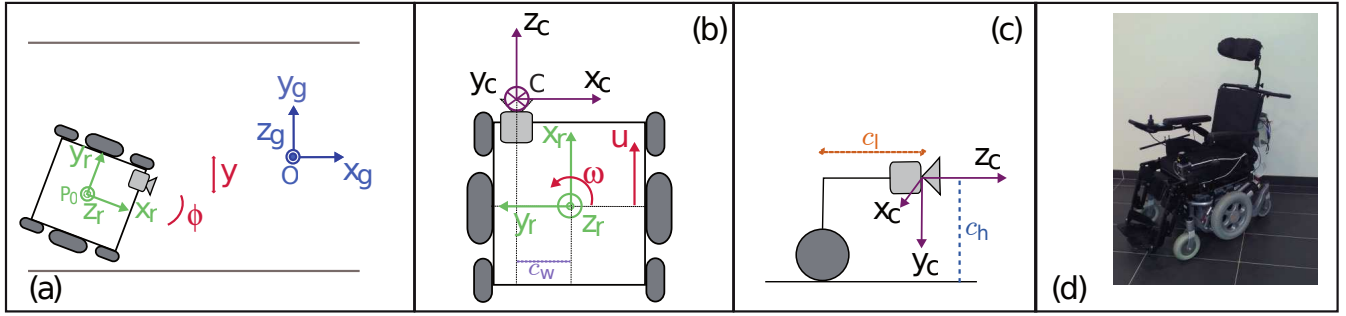 (a)
y_g
z_g
O
x_g
y_r
P_0
z_r
x_r
y
ϕ
(b)
z_c
y_c
C
x_c
x_r
u
ω
y_r
z_r
c_w
(c)
c_l
z_c
x_c
c_h
y_c
(d)